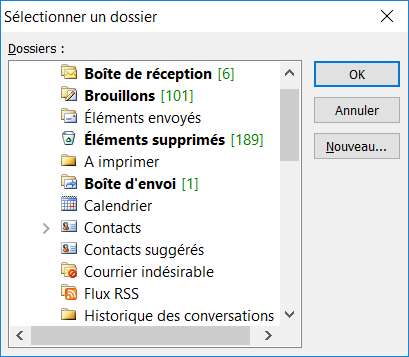 Sélectionner un dossier
Dossiers :
Boîte de réception [6]
Brouillons [101]
Éléments envoyés
Éléments supprimés [189]
A imprimer
Boîte d'envoi [1]
Calendrier
Contacts
Contacts suggérés
Courrier indésirable
Flux RSS
Historique des conversations
OK
Annuler
Nouveau...